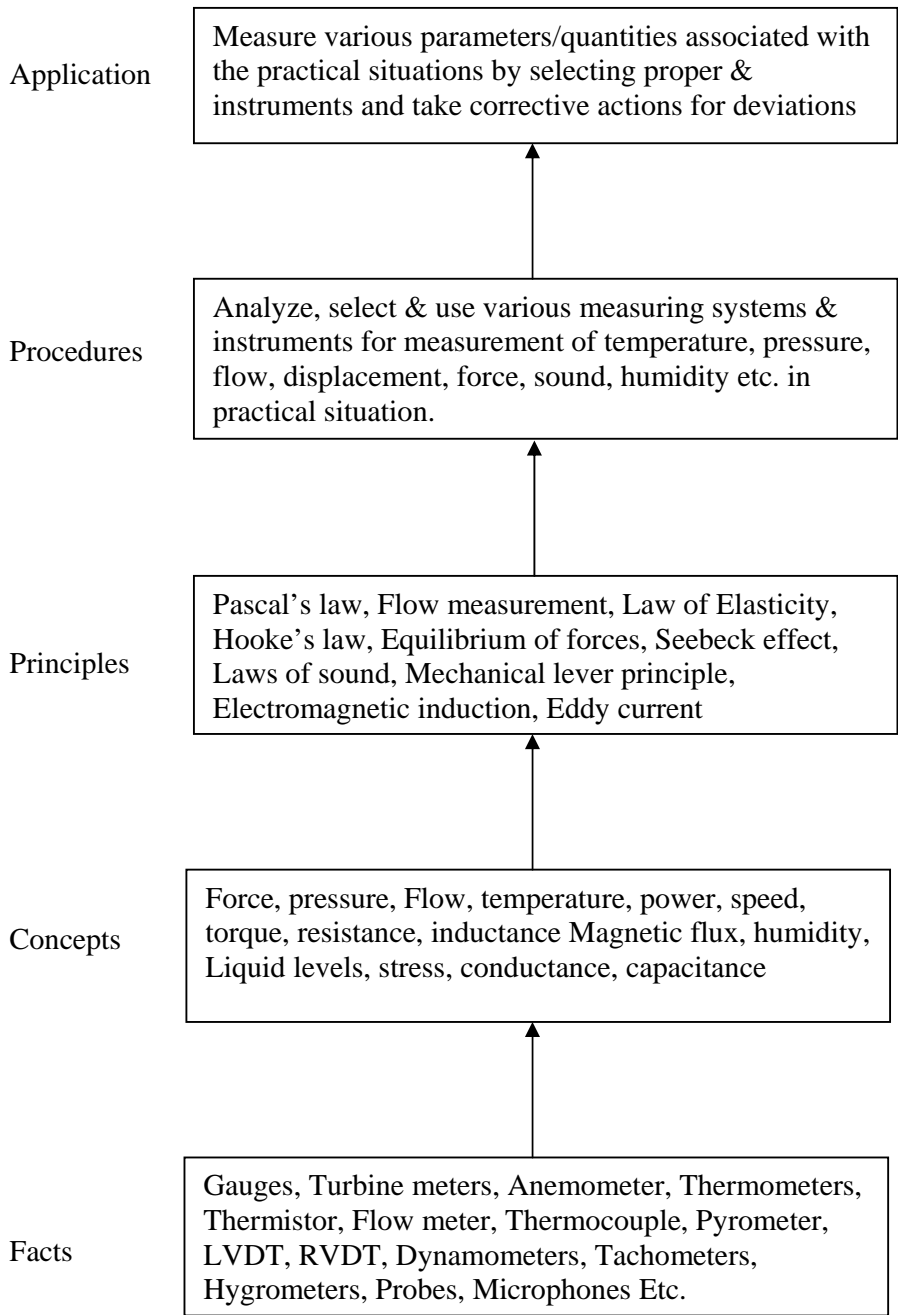 Application
Measure various parameters/quantities associated with
the practical situations by selecting proper &
instruments and take corrective actions for deviations
Procedures
Analyze, select & use various measuring systems &
instruments for measurement of temperature, pressure,
flow, displacement, force, sound, humidity etc. in
practical situation.
Principles
Pascal’s law, Flow measurement, Law of Elasticity,
Hooke’s law, Equilibrium of forces, Seebeck effect,
Laws of sound, Mechanical lever principle,
Electromagnetic induction, Eddy current
Concepts
Force, pressure, Flow, temperature, power, speed,
torque, resistance, inductance Magnetic flux, humidity,
Liquid levels, stress, conductance, capacitance
Facts
Gauges, Turbine meters, Anemometer, Thermometers,
Thermistor, Flow meter, Thermocouple, Pyrometer,
LVDT, RVDT, Dynamometers, Tachometers,
Hygrometers, Probes, Microphones Etc.